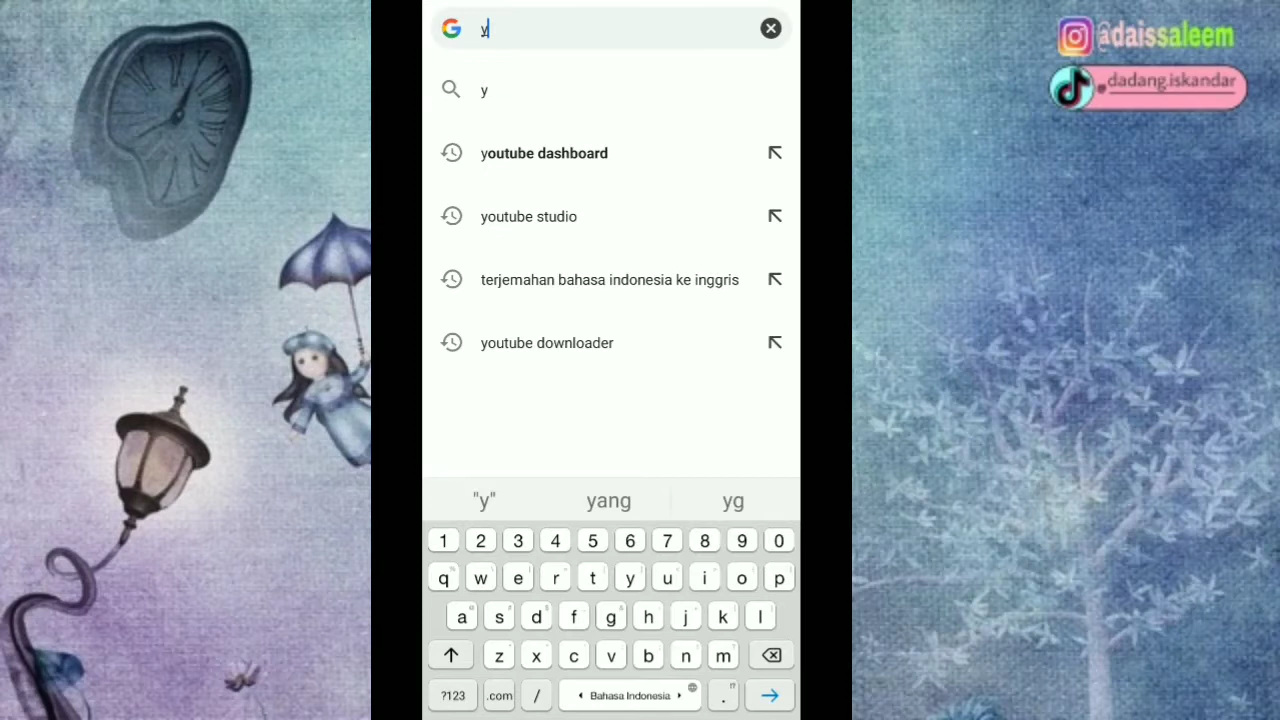 y
y
youtube dashboard
youtube studio
terjemahan bahasa indonesia ke inggris
youtube downloader
"y" yang yg
1 2 3 4 5 6 7 8 9 0
q w e r t y u i o p
a s d f g h j k l
z x c v b n m
?123 .com / Bahasa Indonesia .
@daissaleem
dadang.iskandar